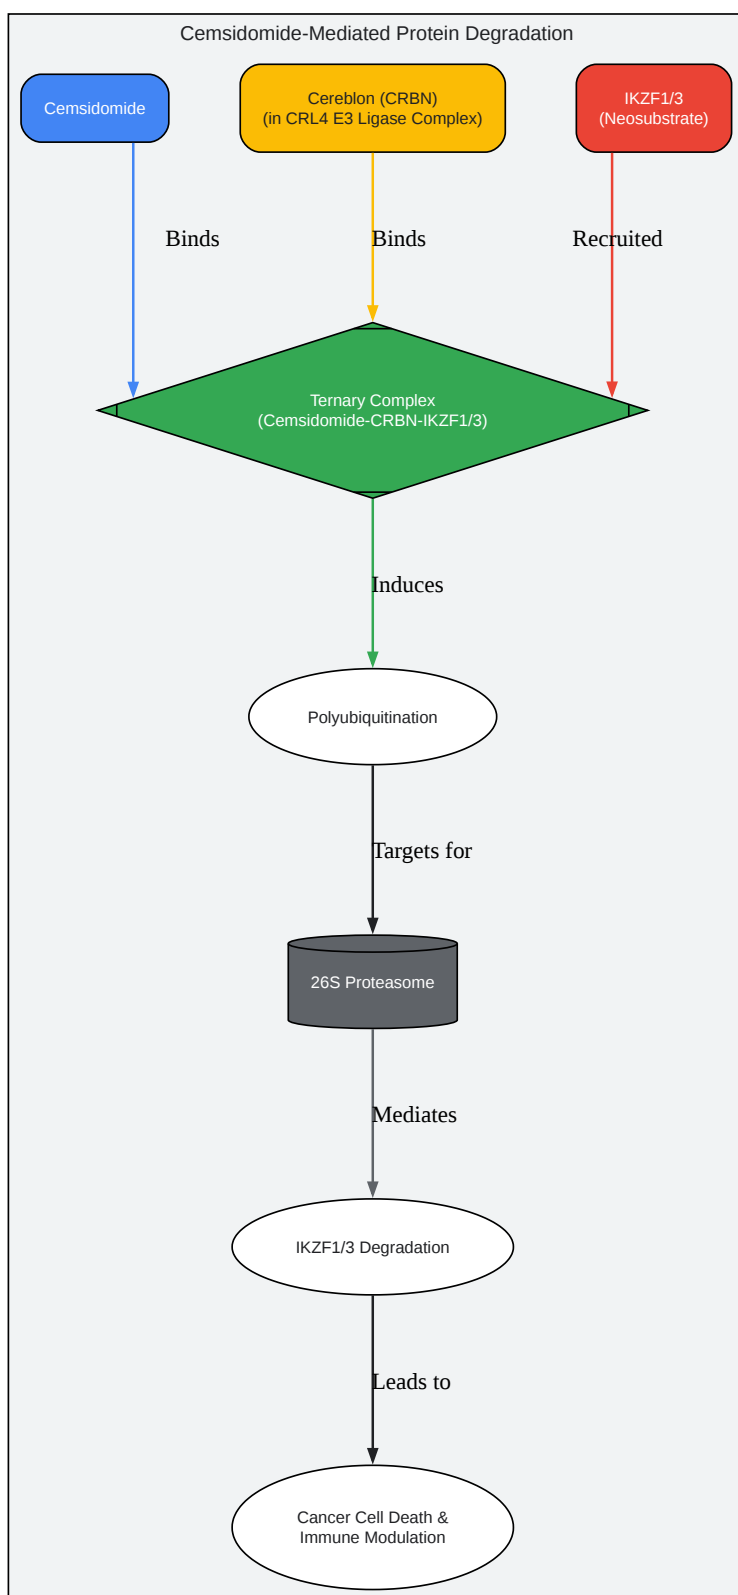 Cemsidomide-Mediated Protein Degradation
Cemsidomide
Cereblon (CRBN)
(in CRL4 E3 Ligase Complex)
IKZF1/3
(Neosubstrate)
Binds
Binds
Recruited
Ternary Complex
(Cemsidomide-CRBN-IKZF1/3)
Induces
Polyubiquitination
Targets for
26S Proteasome
Mediates
IKZF1/3 Degradation
Leads to
Cancer Cell Death &
Immune Modulation